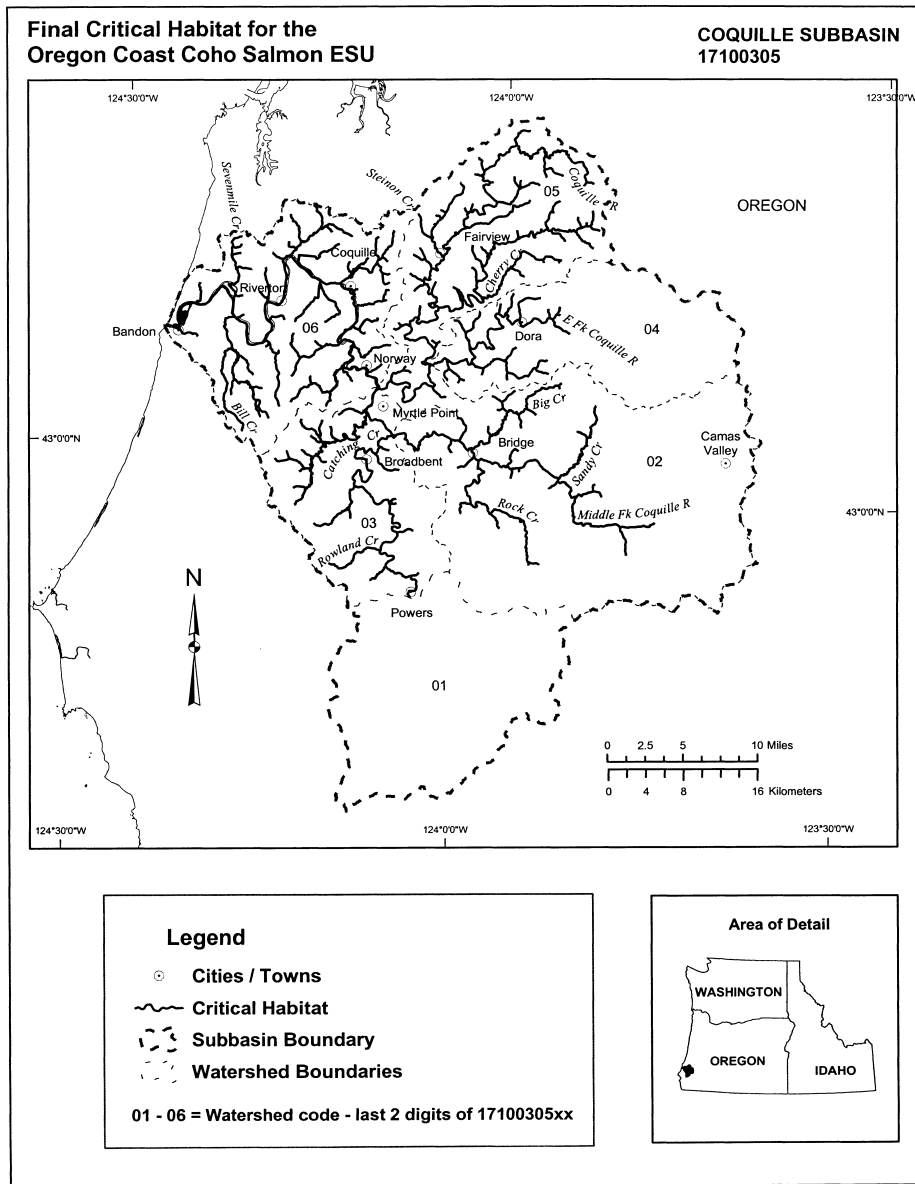 Final Critical Habitat for the
Oregon Coast Coho Salmon ESU
COQUILLE SUBBASIN
17100305
124°30'0"W
124°0'0"W
123°30'0"W
Sevenmile Cr
Steinon Cr
05
Coquille R
OREGON
Fairview
Coquille
Cherry Cr
Riverton
06
04
Bandon
Dora
E Fk Coquille R
Norway
Big Cr
Bill Cr
Myrtle Point
43°0'0"N
Catching Cr
Bridge
Camas
Valley
Broadbent
Sandy Cr
02
Rock Cr
Middle Fk Coquille R
43°0'0"N
03
Rowland Cr
N
Powers
01
0 2.5 5 10 Miles
0 4 8 16 Kilometers
124°30'0"W
124°0'0"W
123°30'0"W
Legend
Cities / Towns
Critical Habitat
Subbasin Boundary
Watershed Boundaries
01 - 06 = Watershed code - last 2 digits of 17100305xx
Area of Detail
WASHINGTON
OREGON
IDAHO